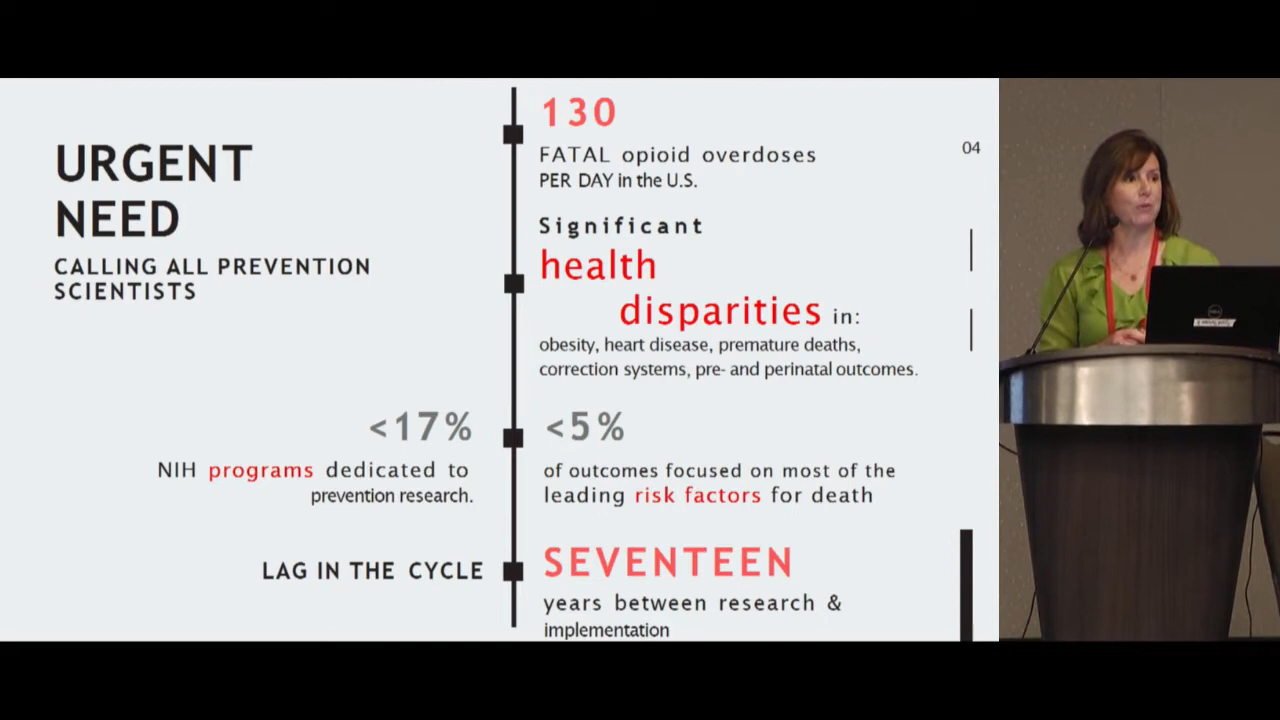 URGENT
NEED
CALLING ALL PREVENTION
SCIENTISTS
130
FATAL opioid overdoses
PER DAY in the U.S.
04
Significant
health
disparities in:
obesity, heart disease, premature deaths,
correction systems, pre- and perinatal outcomes.
<17%
NIH programs dedicated to
prevention research.
<5%
of outcomes focused on most of the
leading risk factors for death
LAG IN THE CYCLE
SEVENTEEN
years between research &
implementation
DELL